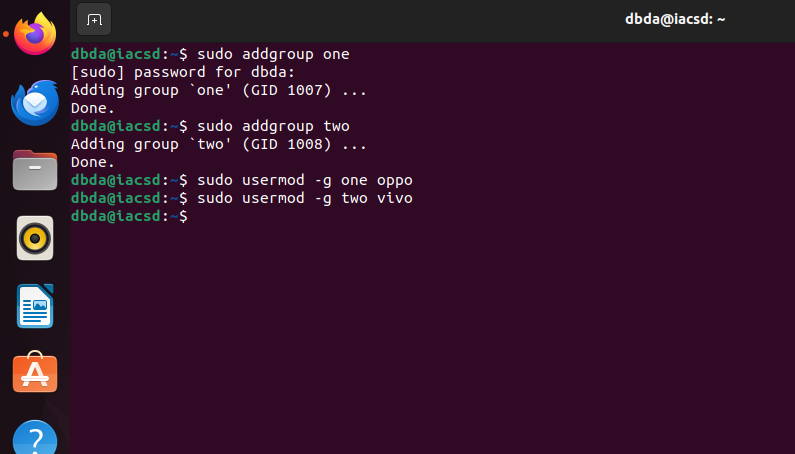 dbda@iacsd: ~
dbda@iacsd:~$ sudo addgroup one
[sudo] password for dbda:
Adding group `one' (GID 1007) ...
Done.
dbda@iacsd:~$ sudo addgroup two
Adding group `two' (GID 1008) ...
Done.
dbda@iacsd:~$ sudo usermod -g one oppo
dbda@iacsd:~$ sudo usermod -g two vivo
dbda@iacsd:~$